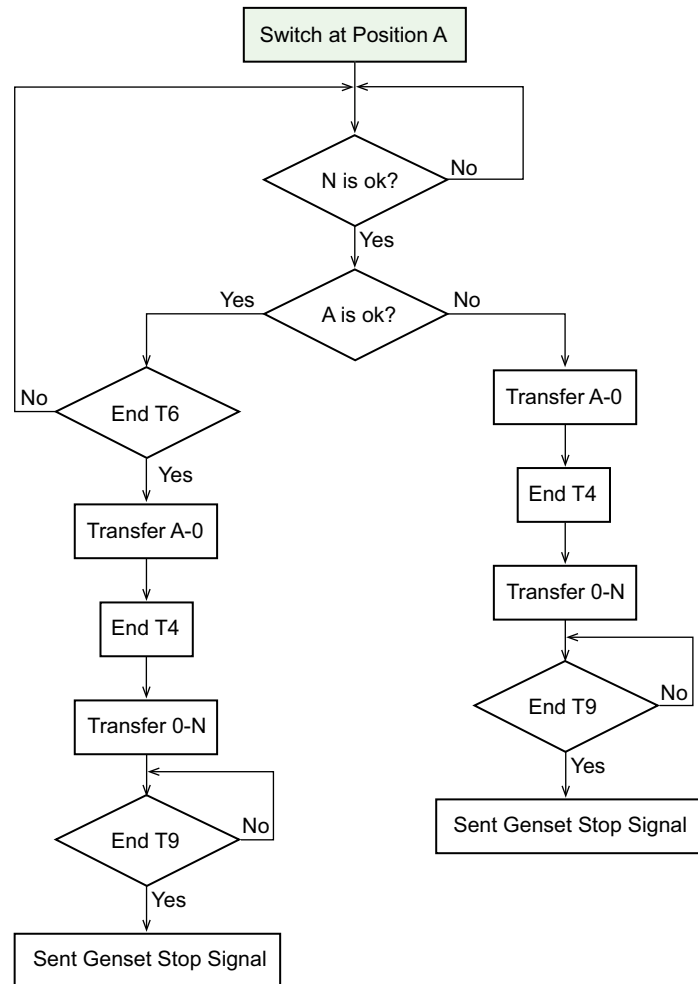 Switch at Position A
N is ok?
No
Yes
A is ok?
Yes
No
End T6
No
Yes
Transfer A-0
End T4
Transfer 0-N
End T9
No
Yes
Sent Genset Stop Signal
Transfer A-0
End T4
Transfer 0-N
End T9
No
Yes
Sent Genset Stop Signal